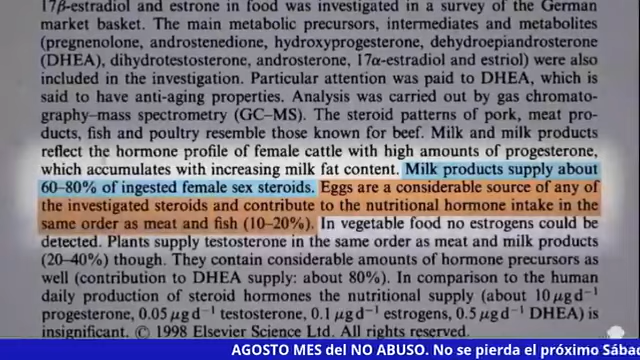 17β-estradiol and estrone in food was investigated in a survey of the German
market basket. The main metabolic precursors, intermediates and metabolites
(pregnenolone, androstenedione, hydroxyprogesterone, dehydroepiandrosterone
(DHEA), dihydrotestosterone, androsterone, 17α-estradiol and estriol) were also
included in the investigation. Particular attention was paid to DHEA, which is
said to have anti-aging properties. Analysis was carried out by gas chromato-
graphy–mass spectrometry (GC–MS). The steroid patterns of pork, meat pro-
ducts, fish and poultry resemble those known for beef. Milk and milk products
reflect the hormone profile of female cattle with high amounts of progesterone,
which accumulates with increasing milk fat content. Milk products supply about
60–80% of ingested female sex steroids. Eggs are a considerable source of any of
the investigated steroids and contribute to the nutritional hormone intake in the
same order as meat and fish (10–20%). In vegetable food no estrogens could be
detected. Plants supply testosterone in the same order as meat and milk products
(20–40%) though. They contain considerable amounts of hormone precursors as
well (contribution to DHEA supply: about 80%). In comparison to the human
daily production of steroid hormones the nutritional supply (about 10 μg d⁻¹
progesterone, 0.05 μg d⁻¹ testosterone, 0.1 μg d⁻¹ estrogens, 0.5 μg d⁻¹ DHEA) is
insignificant. © 1998 Elsevier Science Ltd. All rights reserved.
AGOSTO MES del NO ABUSO. No se pierda el próximo Sába